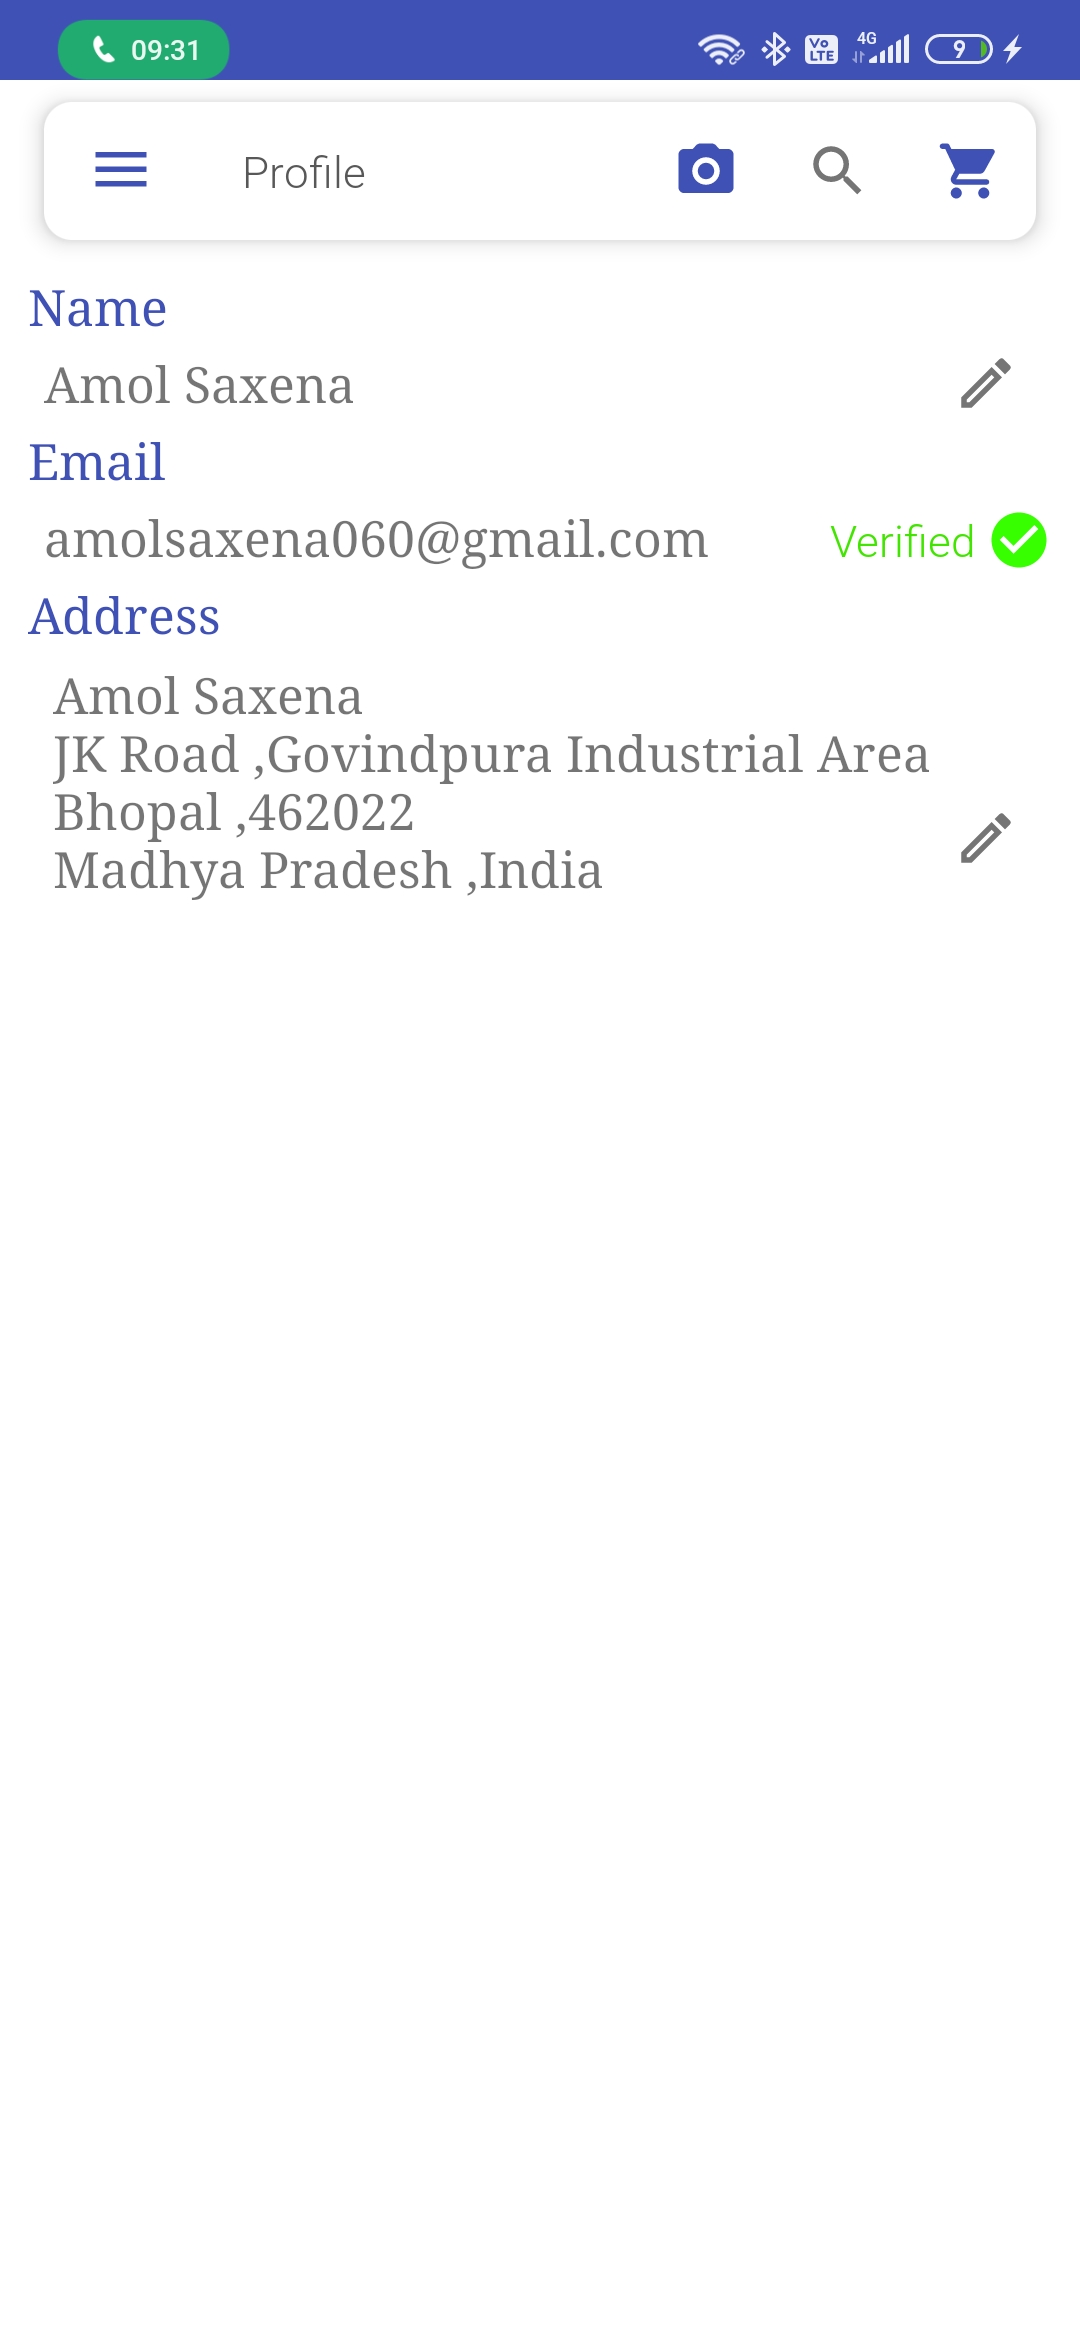 09:31
Vo LTE 4G 9
Profile
Name
Amol Saxena
Email
amolsaxena060@gmail.com Verified
Address
Amol Saxena
JK Road ,Govindpura Industrial Area
Bhopal ,462022
Madhya Pradesh ,India